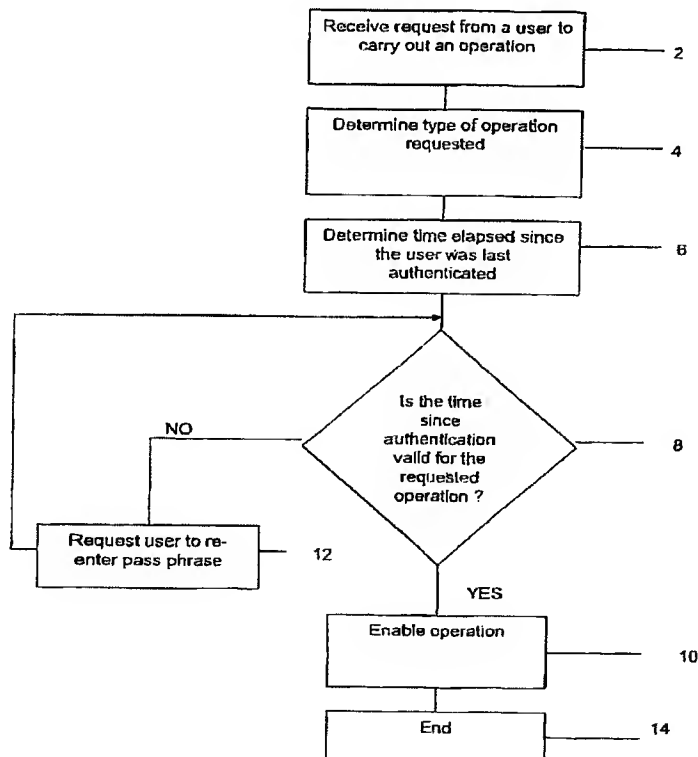 Receive request from a user to
carry out an operation
2
Determine type of operation
requested
4
Determine time elapsed since
the user was last
authenticated
6
Is the time
since
authentication
valid for the
requested
operation ?
8
NO
Request user to re-
enter pass phrase
12
YES
Enable operation
10
End
14